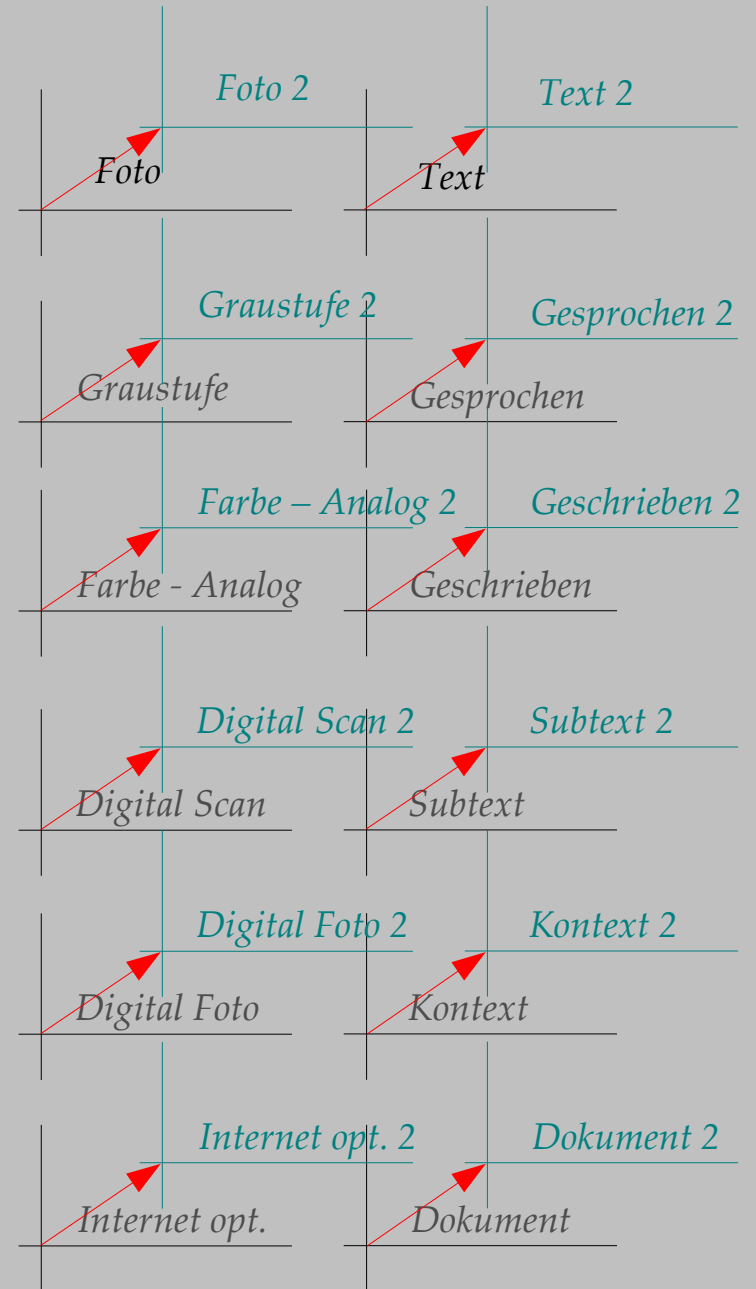 Foto 2
Text 2
Foto
Text
Graustufe 2
Gesprochen 2
Graustufe
Gesprochen
Farbe – Analog 2
Geschrieben 2
Farbe - Analog
Geschrieben
Digital Scan 2
Subtext 2
Digital Scan
Subtext
Digital Foto 2
Kontext 2
Digital Foto
Kontext
Internet opt. 2
Dokument 2
Internet opt.
Dokument